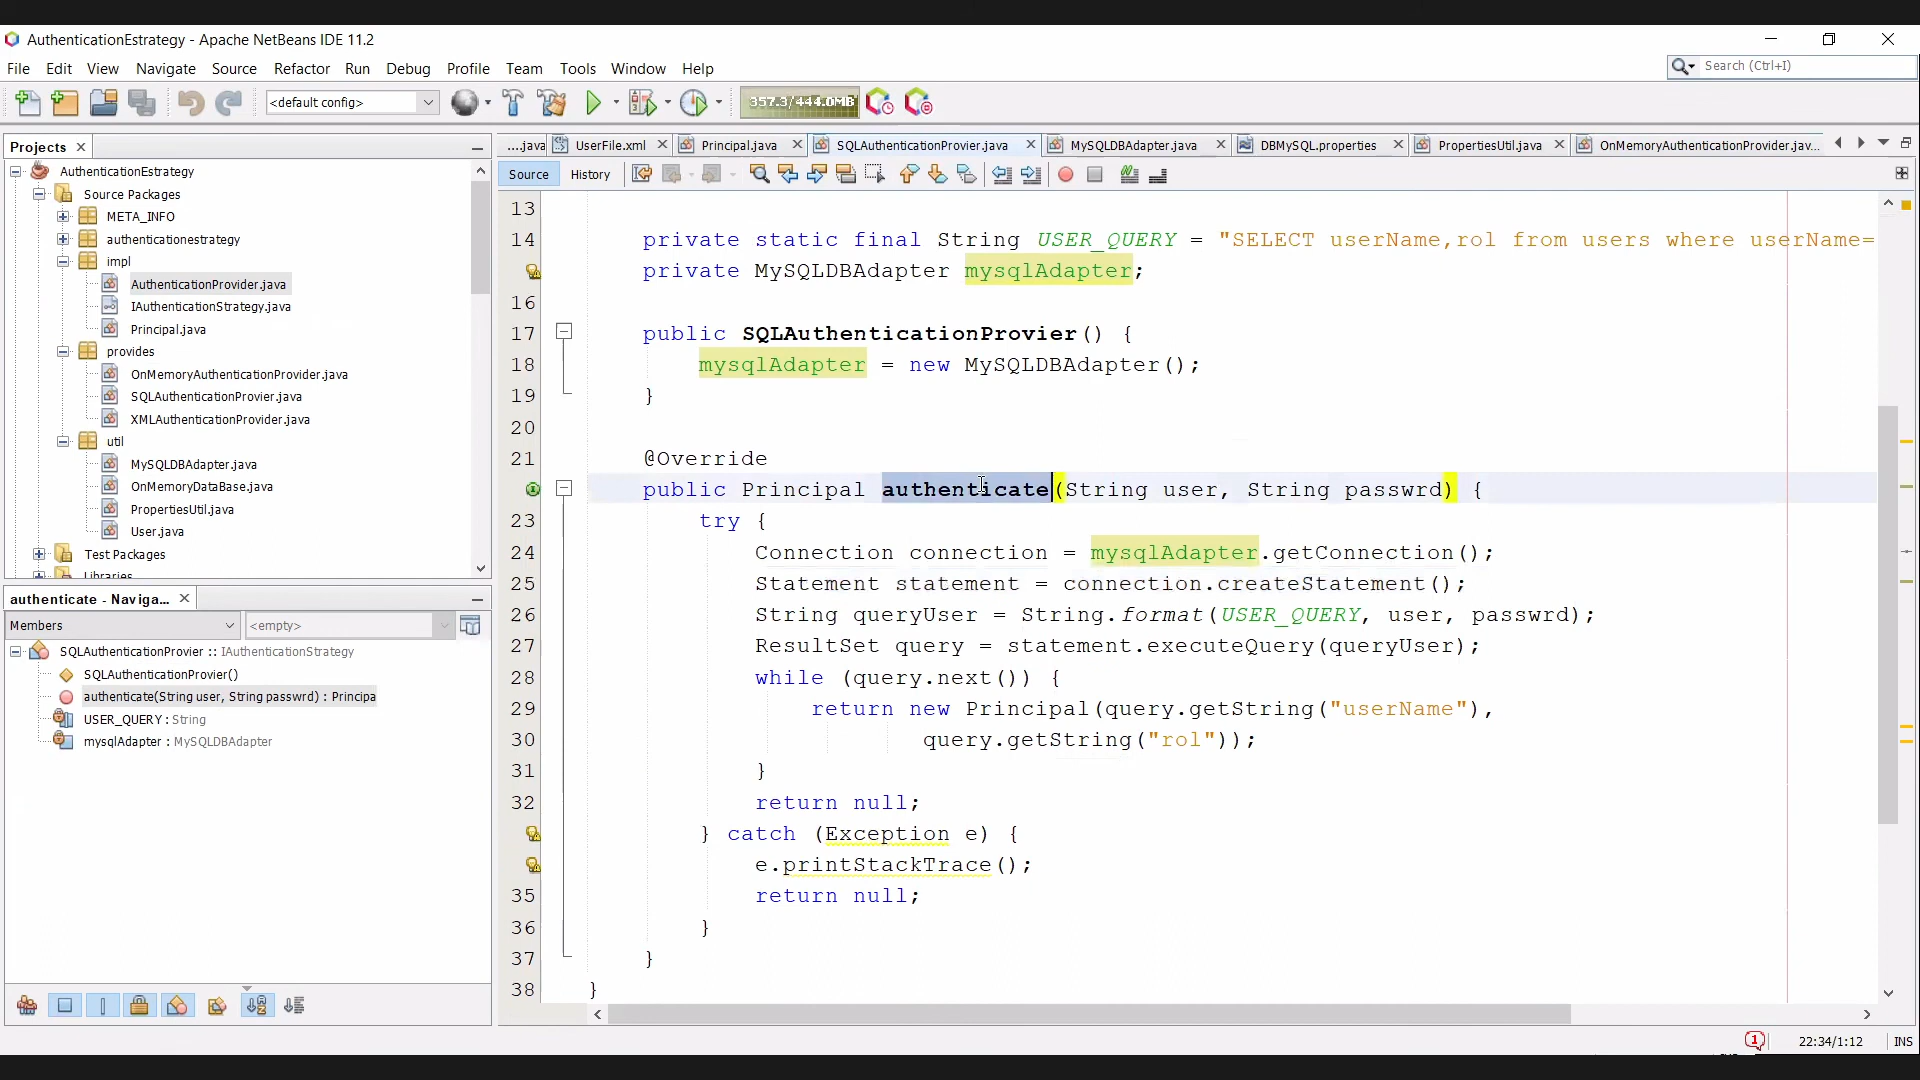 AuthenticationEstrategy - Apache NetBeans IDE 11.2
File Edit View Navigate Source Refactor Run Debug Profile Team Tools Window Help
Search (Ctrl+I)
<default config>
357.3/444.0MB
Projects
AuthenticationEstrategy
Source Packages
META_INFO
authenticationestrategy
impl
AuthenticationProvider.java
IAuthenticationStrategy.java
Principal.java
provides
OnMemoryAuthenticationProvider.java
SQLAuthenticationProvier.java
XMLAuthenticationProvider.java
util
MySQLDBAdapter.java
OnMemoryDataBase.java
PropertiesUtil.java
User.java
Test Packages
Libraries
authenticate - Naviga...
Members
<empty>
SQLAuthenticationProvier :: IAuthenticationStrategy
SQLAuthenticationProvier()
authenticate(String user, String passwrd) : Principa
USER_QUERY : String
mysqlAdapter : MySQLDBAdapter
....java UserFile.xml Principal.java SQLAuthenticationProvier.java MySQLDBAdapter.java DBMySQL.properties PropertiesUtil.java OnMemoryAuthenticationProvider.jav...
Source History
13
14 private static final String USER_QUERY = "SELECT userName,rol from users where userName=
private MySQLDBAdapter mysqlAdapter;
16
17 public SQLAuthenticationProvier() {
18 mysqlAdapter = new MySQLDBAdapter();
19 }
20
21 @Override
public Principal authenticate(String user, String passwrd) {
23 try {
24 Connection connection = mysqlAdapter.getConnection();
25 Statement statement = connection.createStatement();
26 String queryUser = String.format(USER_QUERY, user, passwrd);
27 ResultSet query = statement.executeQuery(queryUser);
28 while (query.next()) {
29 return new Principal(query.getString("userName"),
30 query.getString("rol"));
31 }
32 return null;
} catch (Exception e) {
e.printStackTrace();
35 return null;
36 }
37 }
38 }
1
22:34/1:12 INS